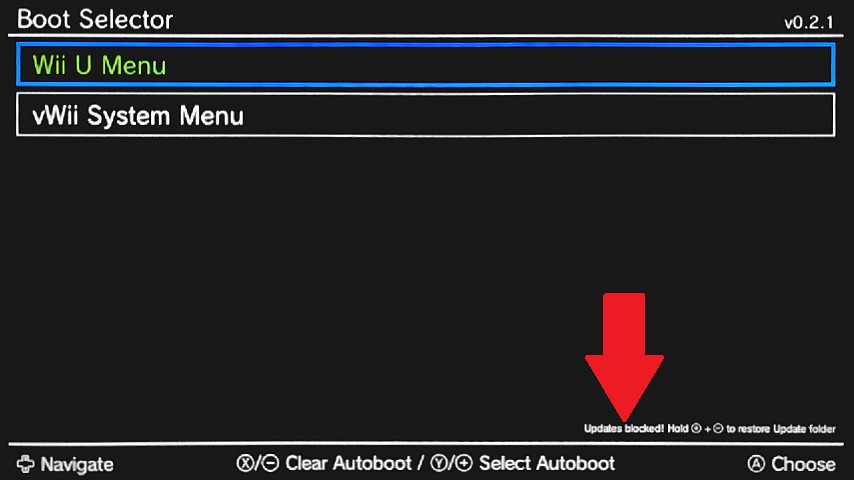 Boot Selector
v0.2.1
Wii U Menu
vWii System Menu
Updates blocked! Hold ⊕ + ⊖ to restore Update folder
Navigate
Ⓧ/⊖ Clear Autoboot / Ⓨ/⊕ Select Autoboot
Ⓐ Choose